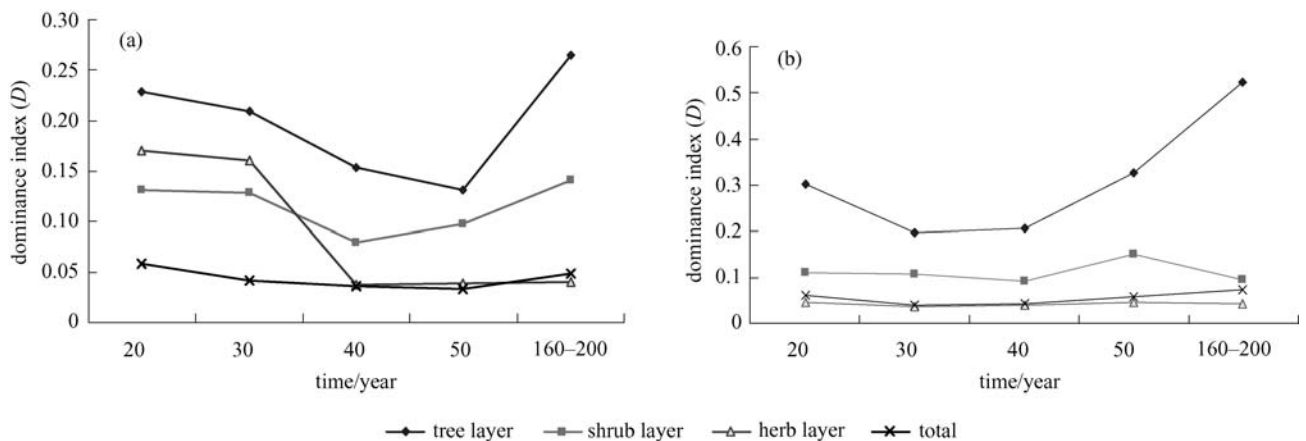 (a)
dominance index (D)
0.30
0.25
0.20
0.15
0.10
0.05
0
20 30 40 50 160–200
time/year
(b)
dominance index (D)
0.6
0.5
0.4
0.3
0.2
0.1
0
20 30 40 50 160–200
time/year
tree layer shrub layer herb layer total